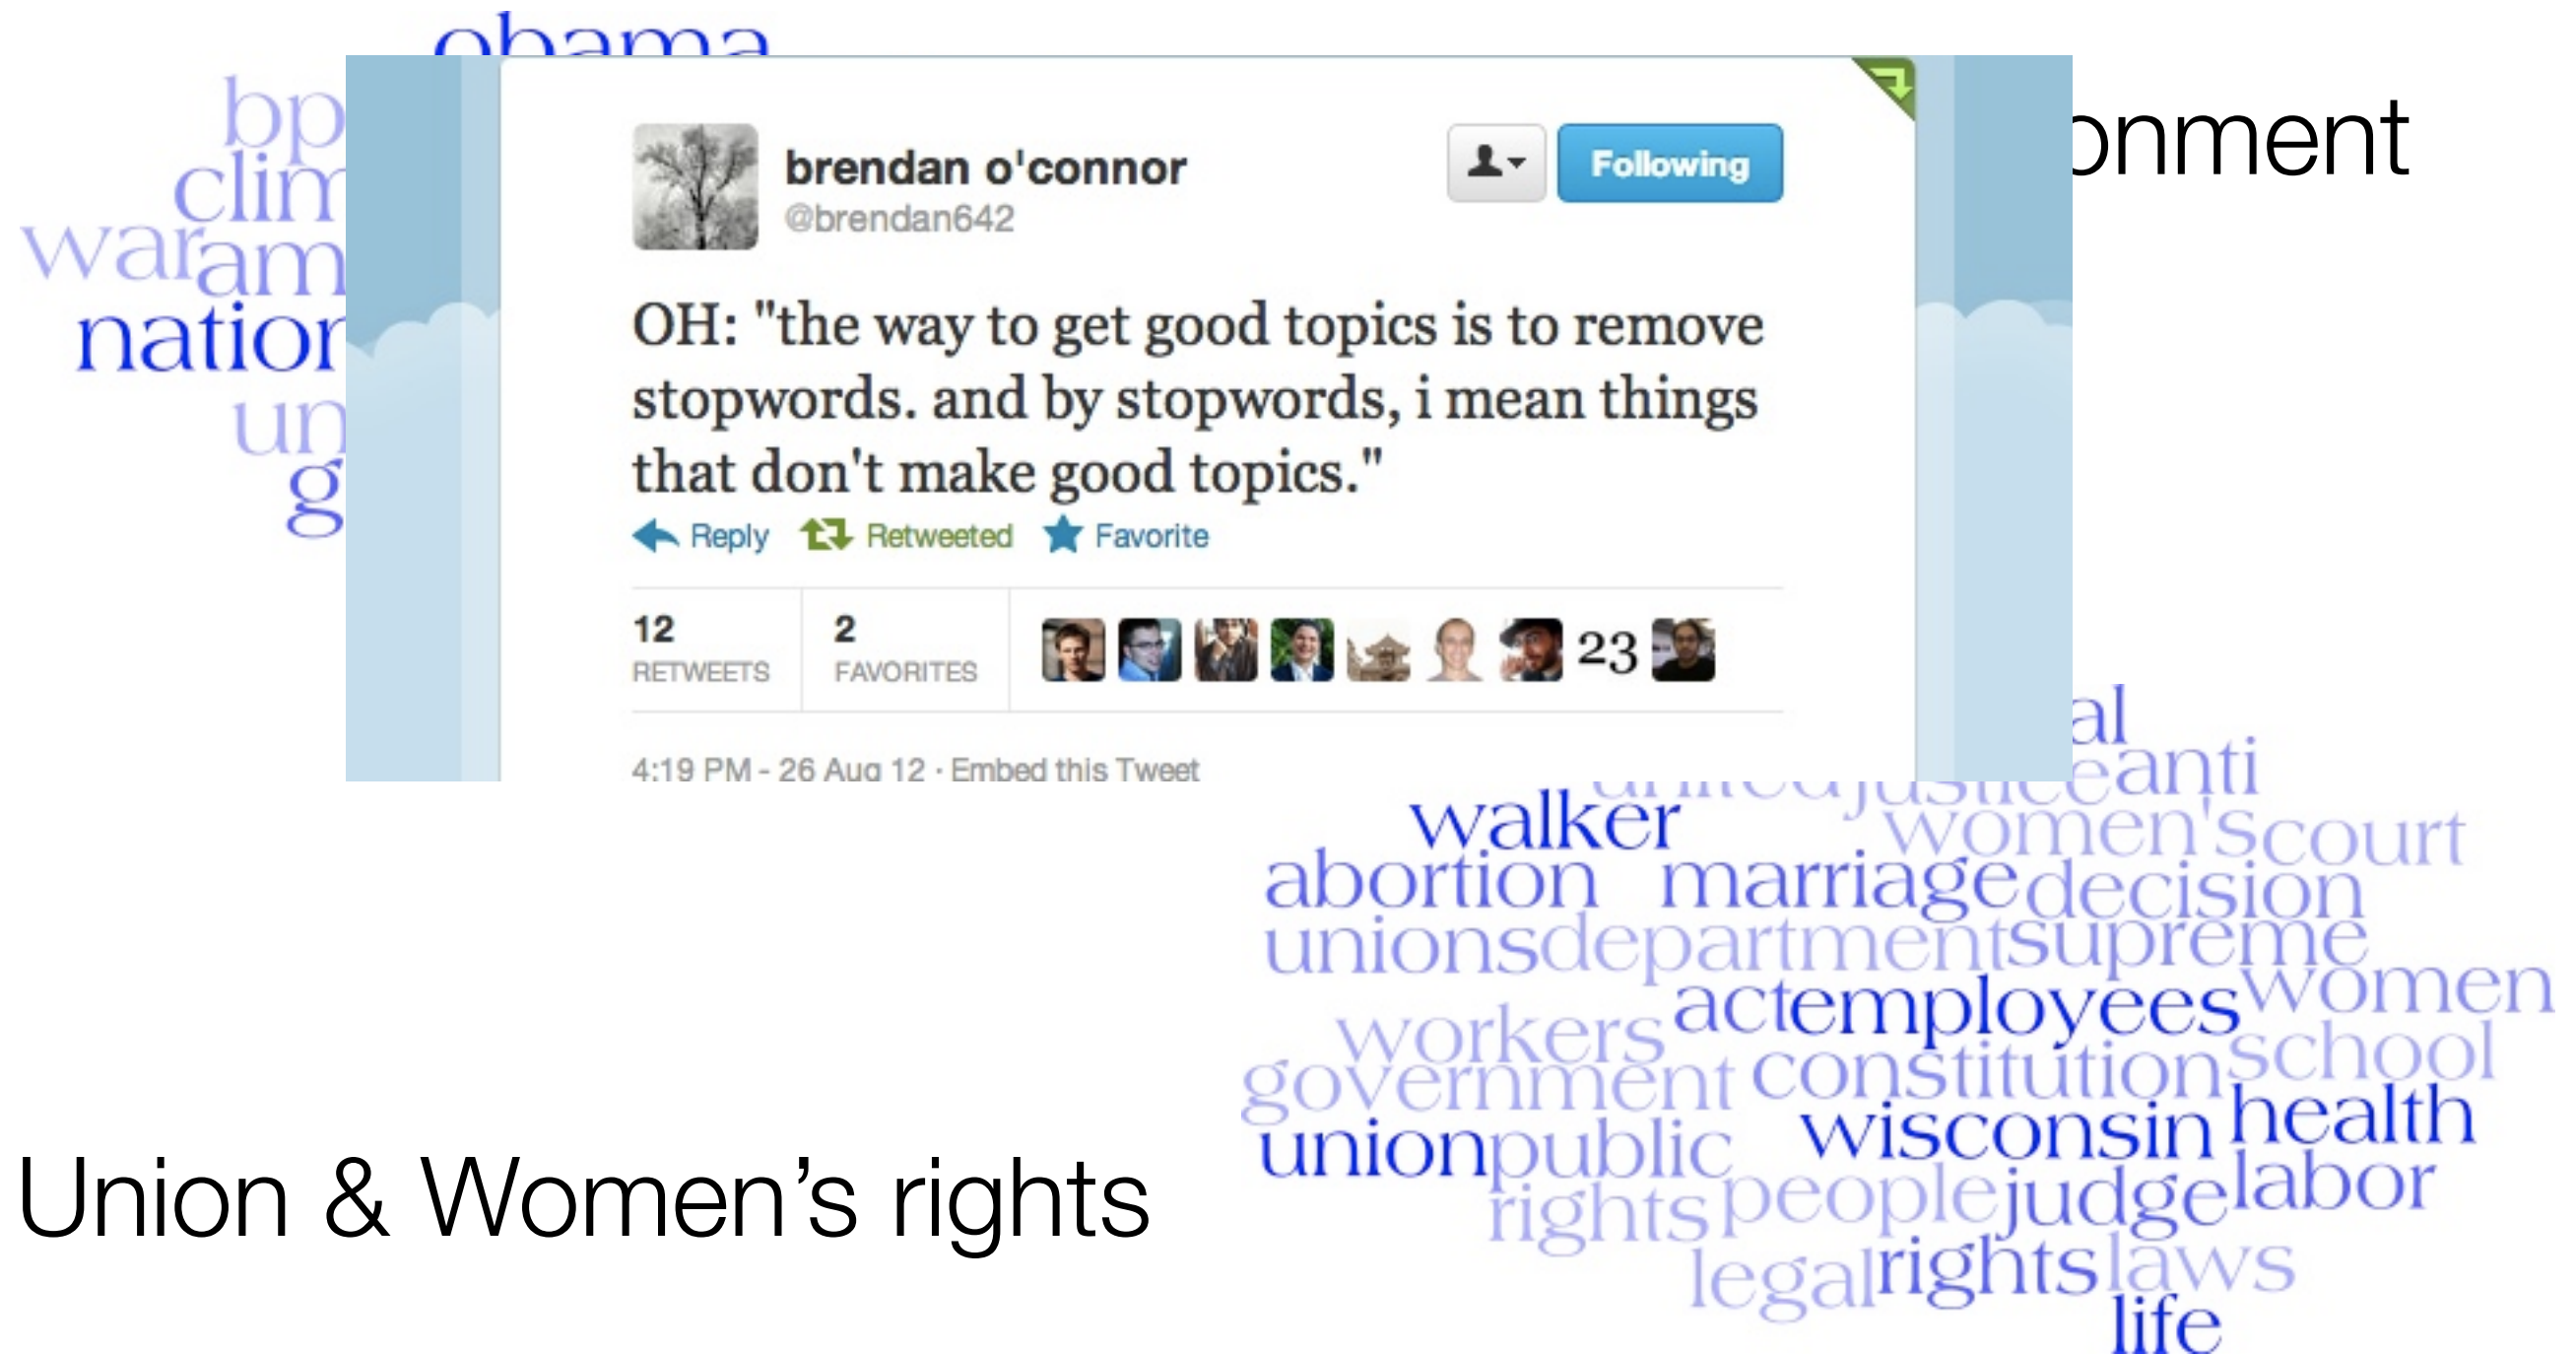 obama
bp
clim
war am
nation
un
g
onment
brendan o'connor
@brendan642
Following
OH: "the way to get good topics is to remove
stopwords. and by stopwords, i mean things
that don't make good topics."
Reply Retweeted Favorite
12 2 23
RETWEETS FAVORITES
4:19 PM - 26 Aug 12 · Embed this Tweet
al
united justice anti
walker women's court
abortion marriage decision
unions department supreme
act employees women
workers constitution school
government wisconsin health
union public
rights people judge labor
legal rights laws
life
Union & Women's rights